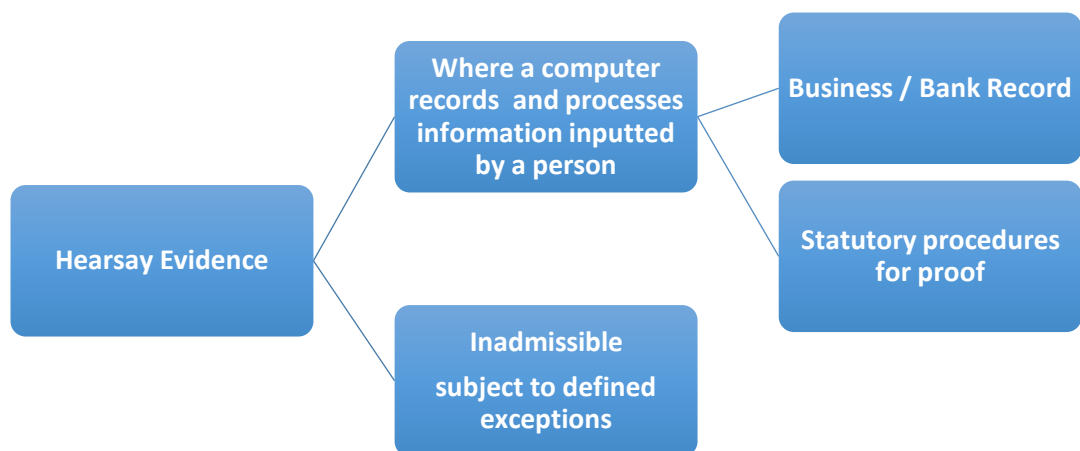 Hearsay Evidence
Where a computer
records and processes
information inputted
by a person
Inadmissible
subject to defined
exceptions
Business / Bank Record
Statutory procedures
for proof